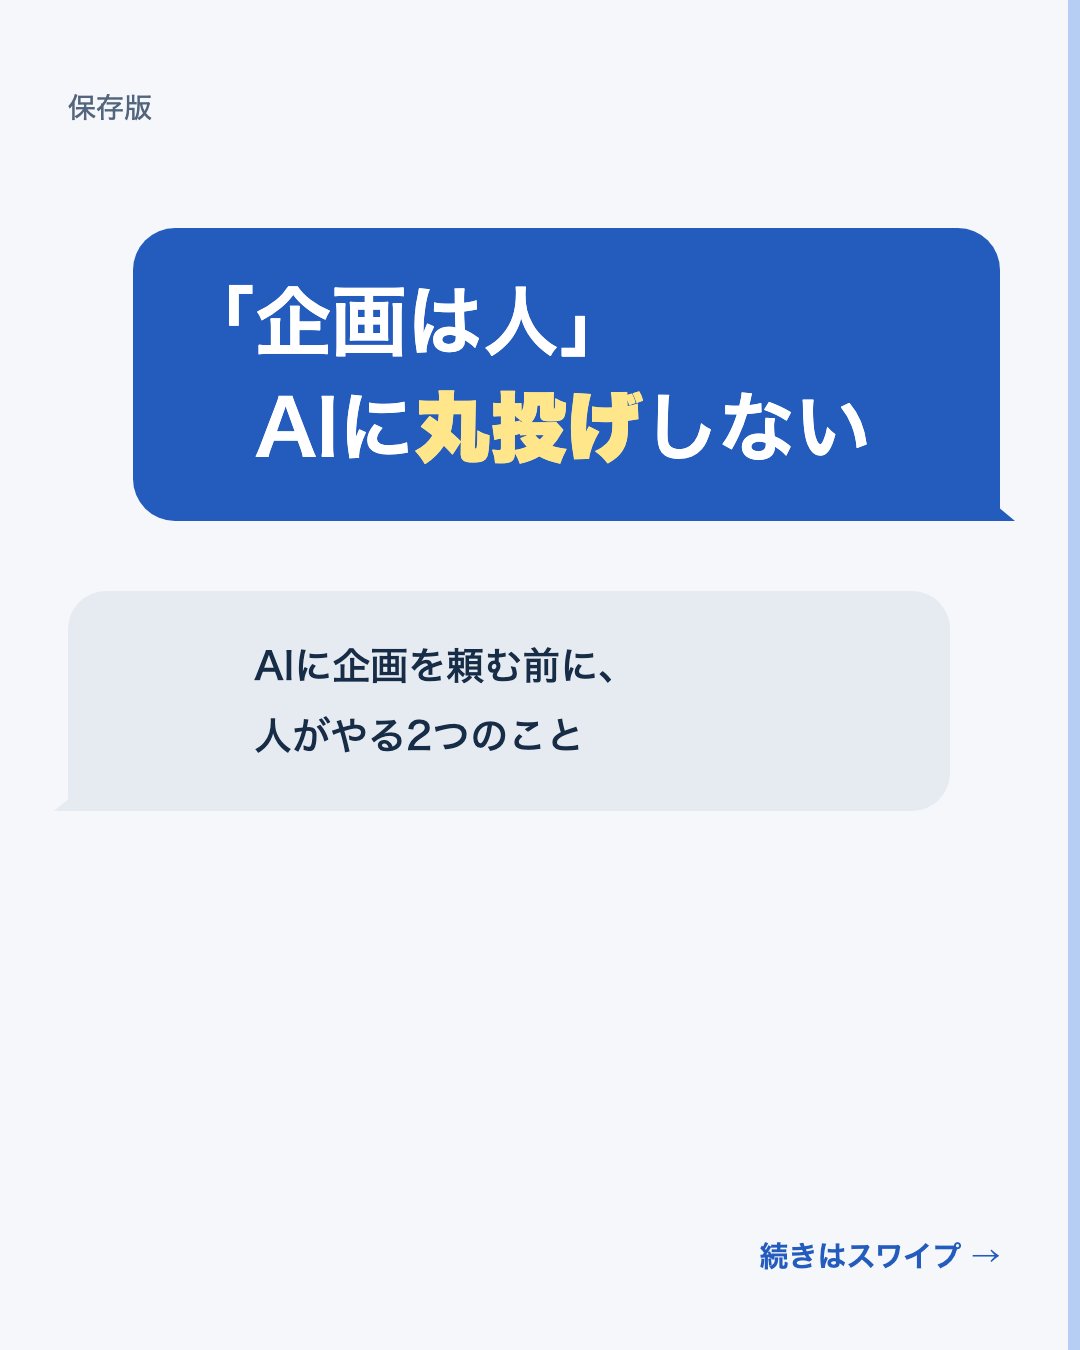 保存版
「企画は人」
AIに丸投げしない
AIに企画を頼む前に、
人がやる2つのこと
続きはスワイプ →